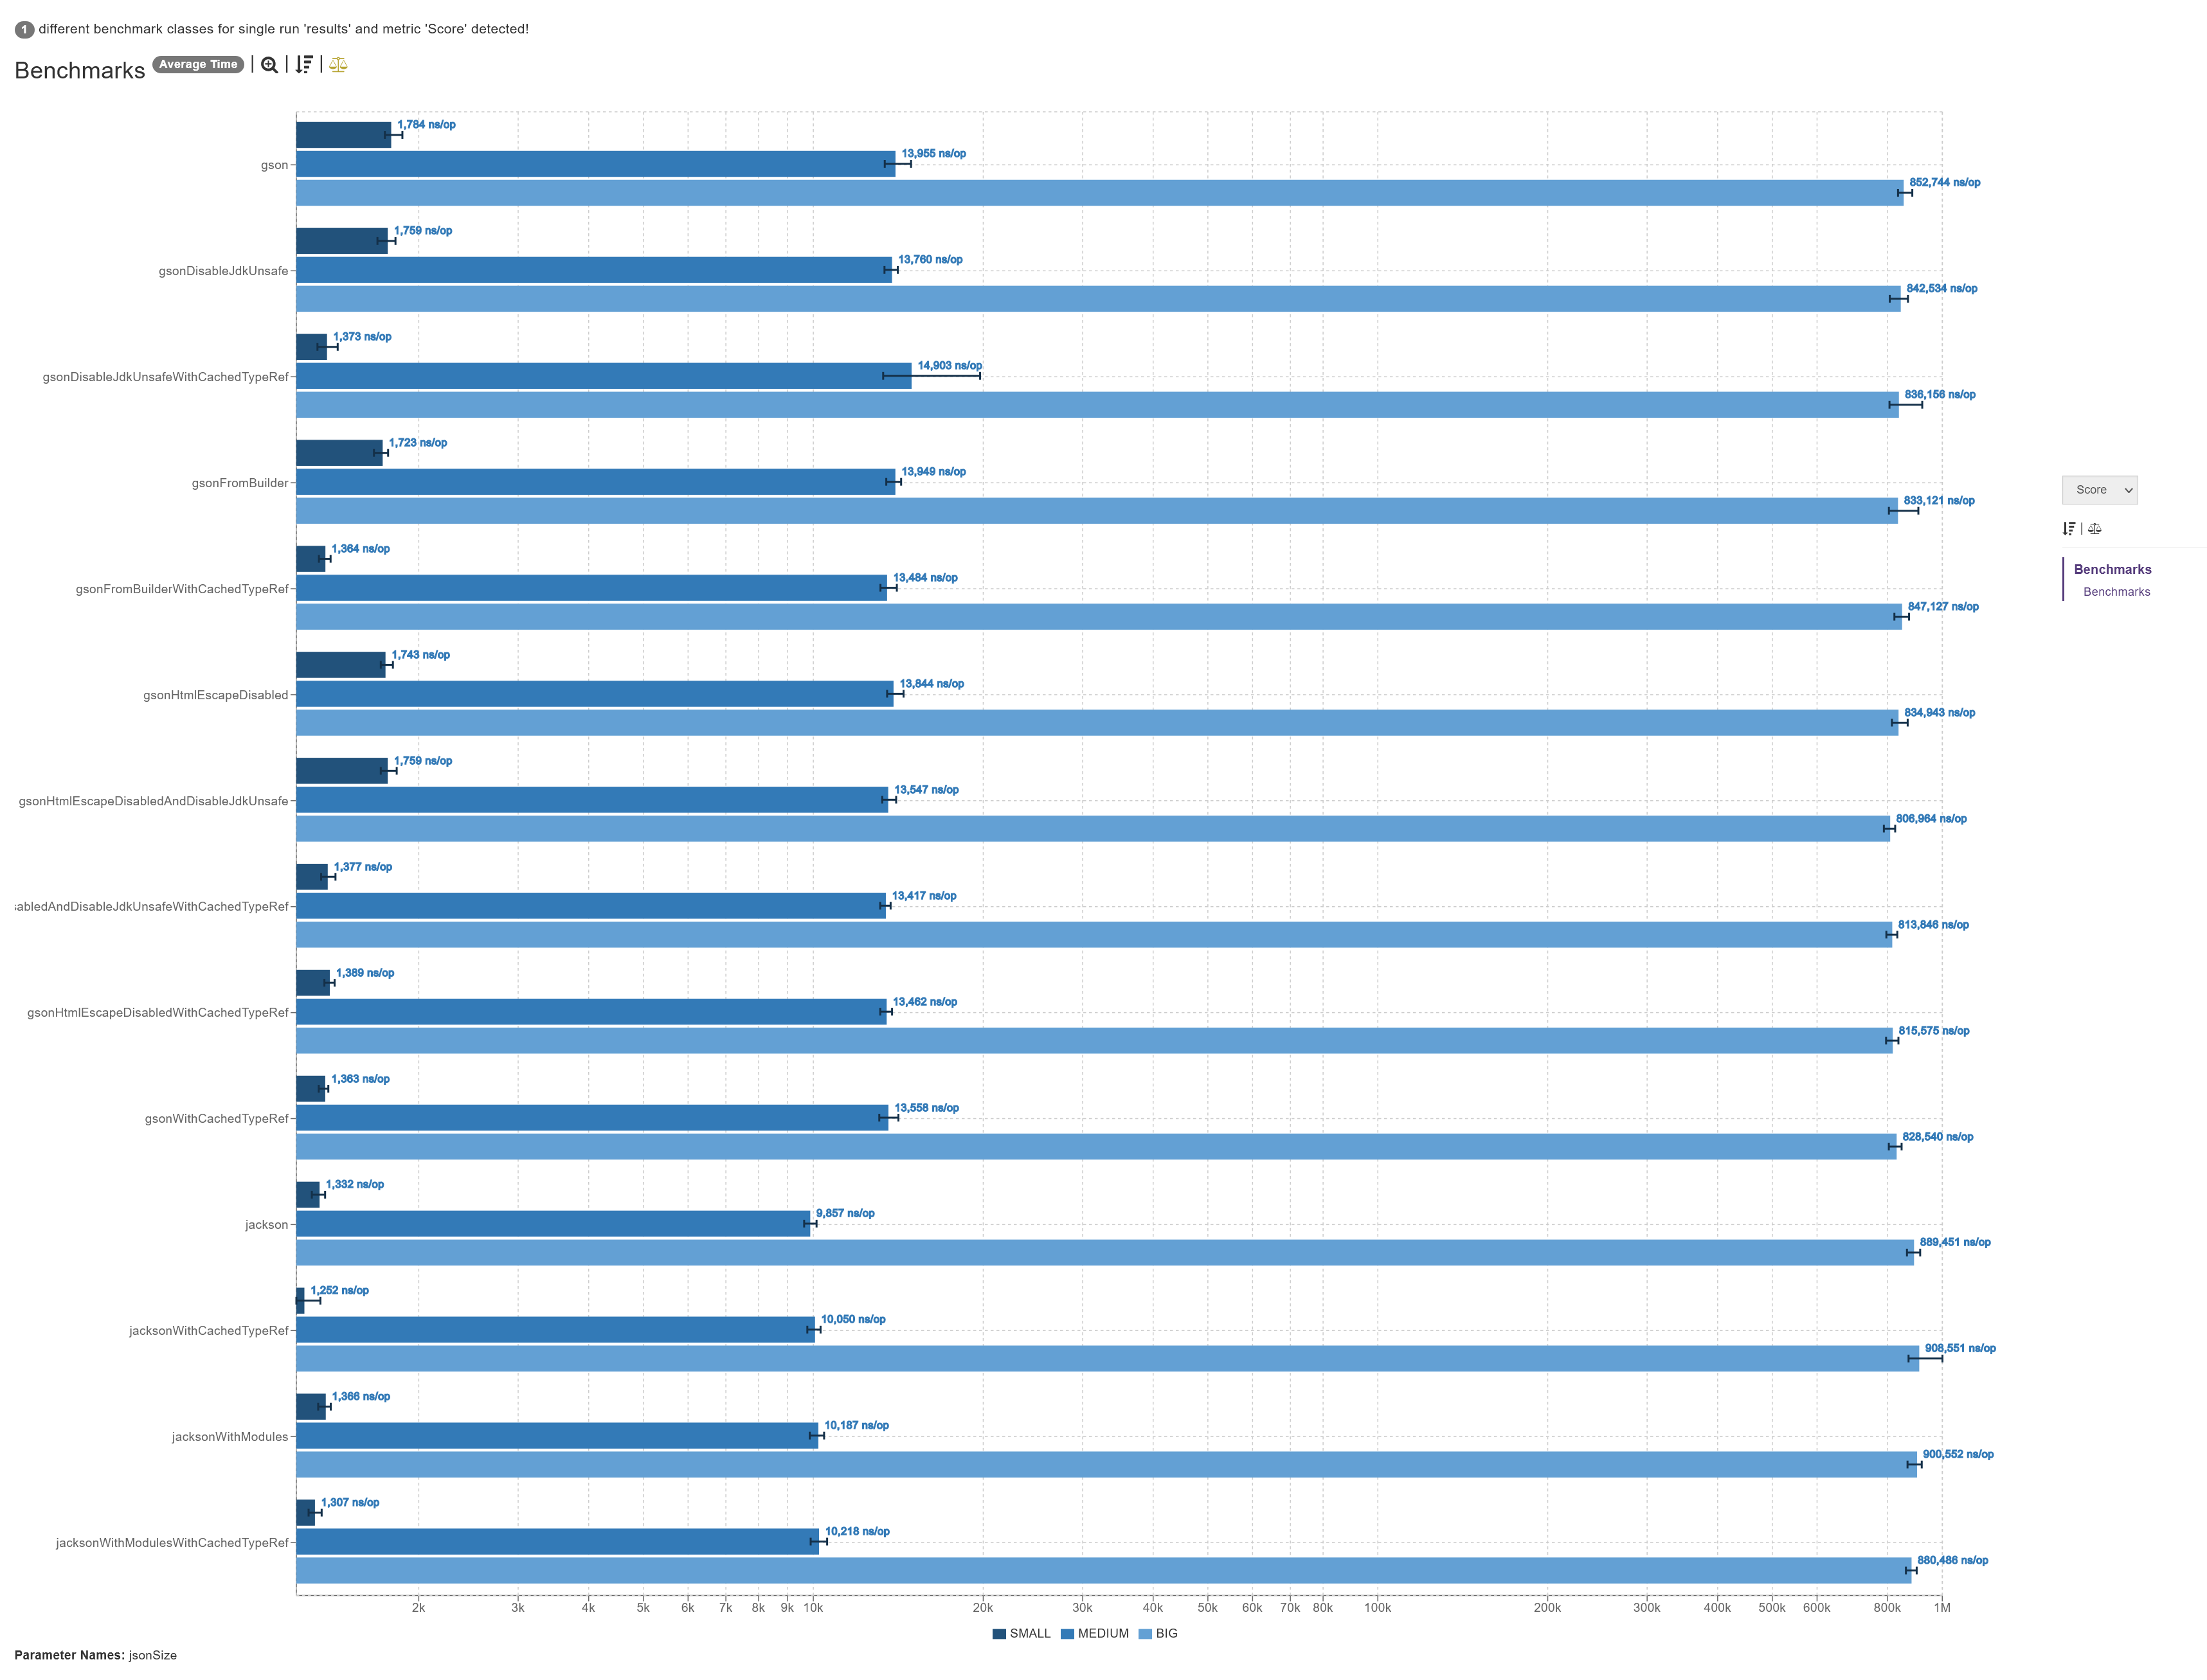 1 different benchmark classes for single run 'results' and metric 'Score' detected!
Benchmarks Average Time
gson
1,784 ns/op
13,955 ns/op
852,744 ns/op
gsonDisableJdkUnsafe
1,759 ns/op
13,760 ns/op
842,534 ns/op
gsonDisableJdkUnsafeWithCachedTypeRef
1,373 ns/op
14,903 ns/op
836,156 ns/op
gsonFromBuilder
1,723 ns/op
13,949 ns/op
833,121 ns/op
gsonFromBuilderWithCachedTypeRef
1,364 ns/op
13,484 ns/op
847,127 ns/op
gsonHtmlEscapeDisabled
1,743 ns/op
13,844 ns/op
834,943 ns/op
gsonHtmlEscapeDisabledAndDisableJdkUnsafe
1,759 ns/op
13,547 ns/op
806,964 ns/op
sabledAndDisableJdkUnsafeWithCachedTypeRef
1,377 ns/op
13,417 ns/op
813,846 ns/op
gsonHtmlEscapeDisabledWithCachedTypeRef
1,389 ns/op
13,462 ns/op
815,575 ns/op
gsonWithCachedTypeRef
1,363 ns/op
13,558 ns/op
828,540 ns/op
jackson
1,332 ns/op
9,857 ns/op
889,451 ns/op
jacksonWithCachedTypeRef
1,252 ns/op
10,050 ns/op
908,551 ns/op
jacksonWithModules
1,366 ns/op
10,187 ns/op
900,552 ns/op
jacksonWithModulesWithCachedTypeRef
1,307 ns/op
10,218 ns/op
880,486 ns/op
2k 3k 4k 5k 6k 7k 8k 9k 10k 20k 30k 40k 50k 60k 70k 80k 100k 200k 300k 400k 500k 600k 800k 1M
SMALL MEDIUM BIG
Parameter Names: jsonSize
Score
Benchmarks
Benchmarks